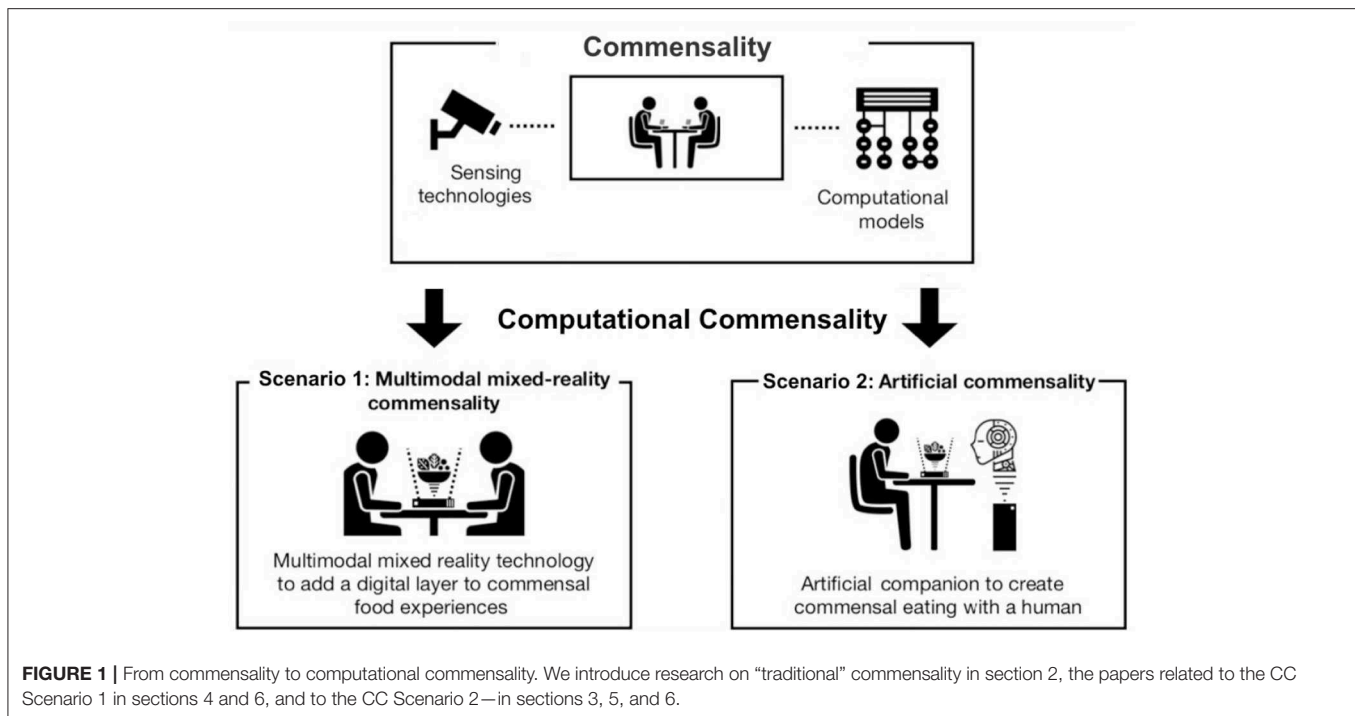 Commensality
Sensing
technologies
Computational
models
Computational Commensality
Scenario 1: Multimodal mixed-reality
commensality
Multimodal mixed reality technology
to add a digital layer to commensal
food experiences
Scenario 2: Artificial commensality
Artificial companion to create
commensal eating with a human
FIGURE 1 | From commensality to computational commensality. We introduce research on “traditional” commensality in section 2, the papers related to the CC
Scenario 1 in sections 4 and 6, and to the CC Scenario 2—in sections 3, 5, and 6.